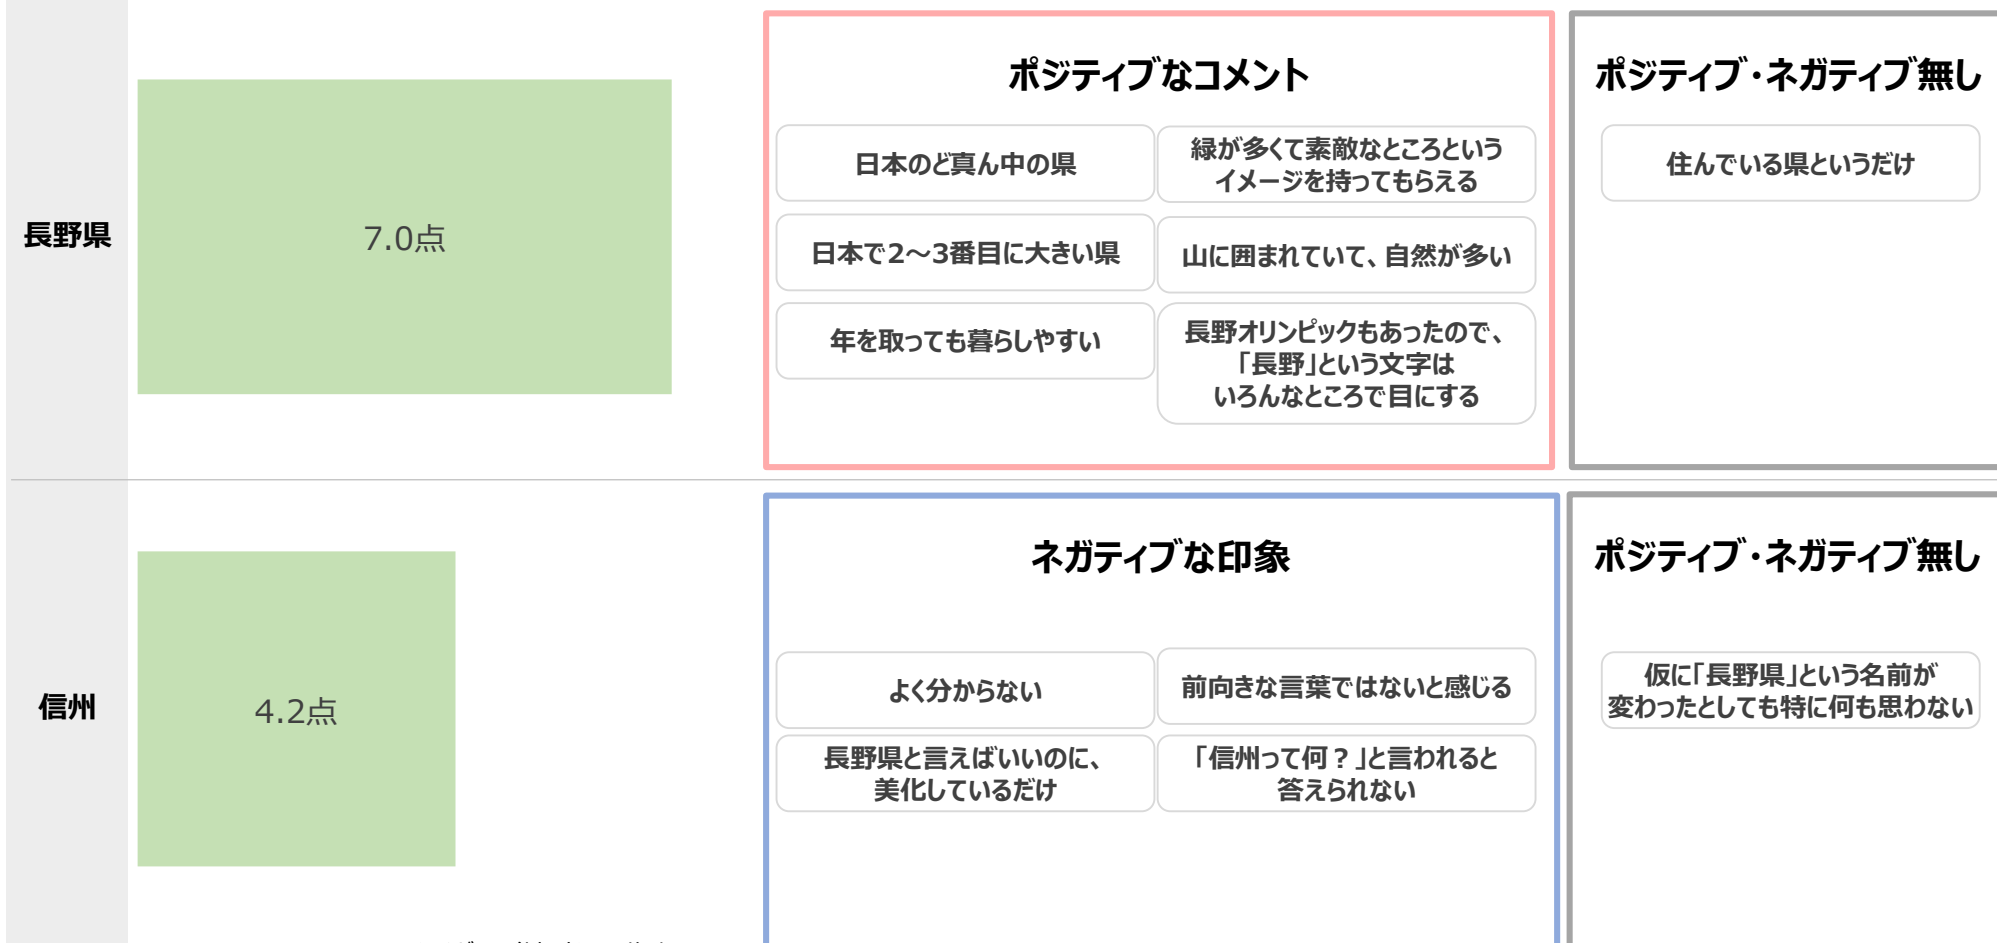 長野県
7.0点
ポジティブなコメント
日本のど真ん中の県
緑が多くて素敵なところという
イメージを持ってもらえる
日本で2～3番目に大きい県
山に囲まれていて、自然が多い
年を取っても暮らしやすい
長野オリンピックもあったので、
「長野」という文字は
いろんなところで目にする
ポジティブ・ネガティブ無し
住んでいる県というだけ
信州
4.2点
ネガティブな印象
よく分からない
前向きな言葉ではないと感じる
長野県と言えばいいのに、
美化しているだけ
「信州って何？」と言われると
答えられない
ポジティブ・ネガティブ無し
仮に「長野県」という名前が
変わったとしても特に何も思わない